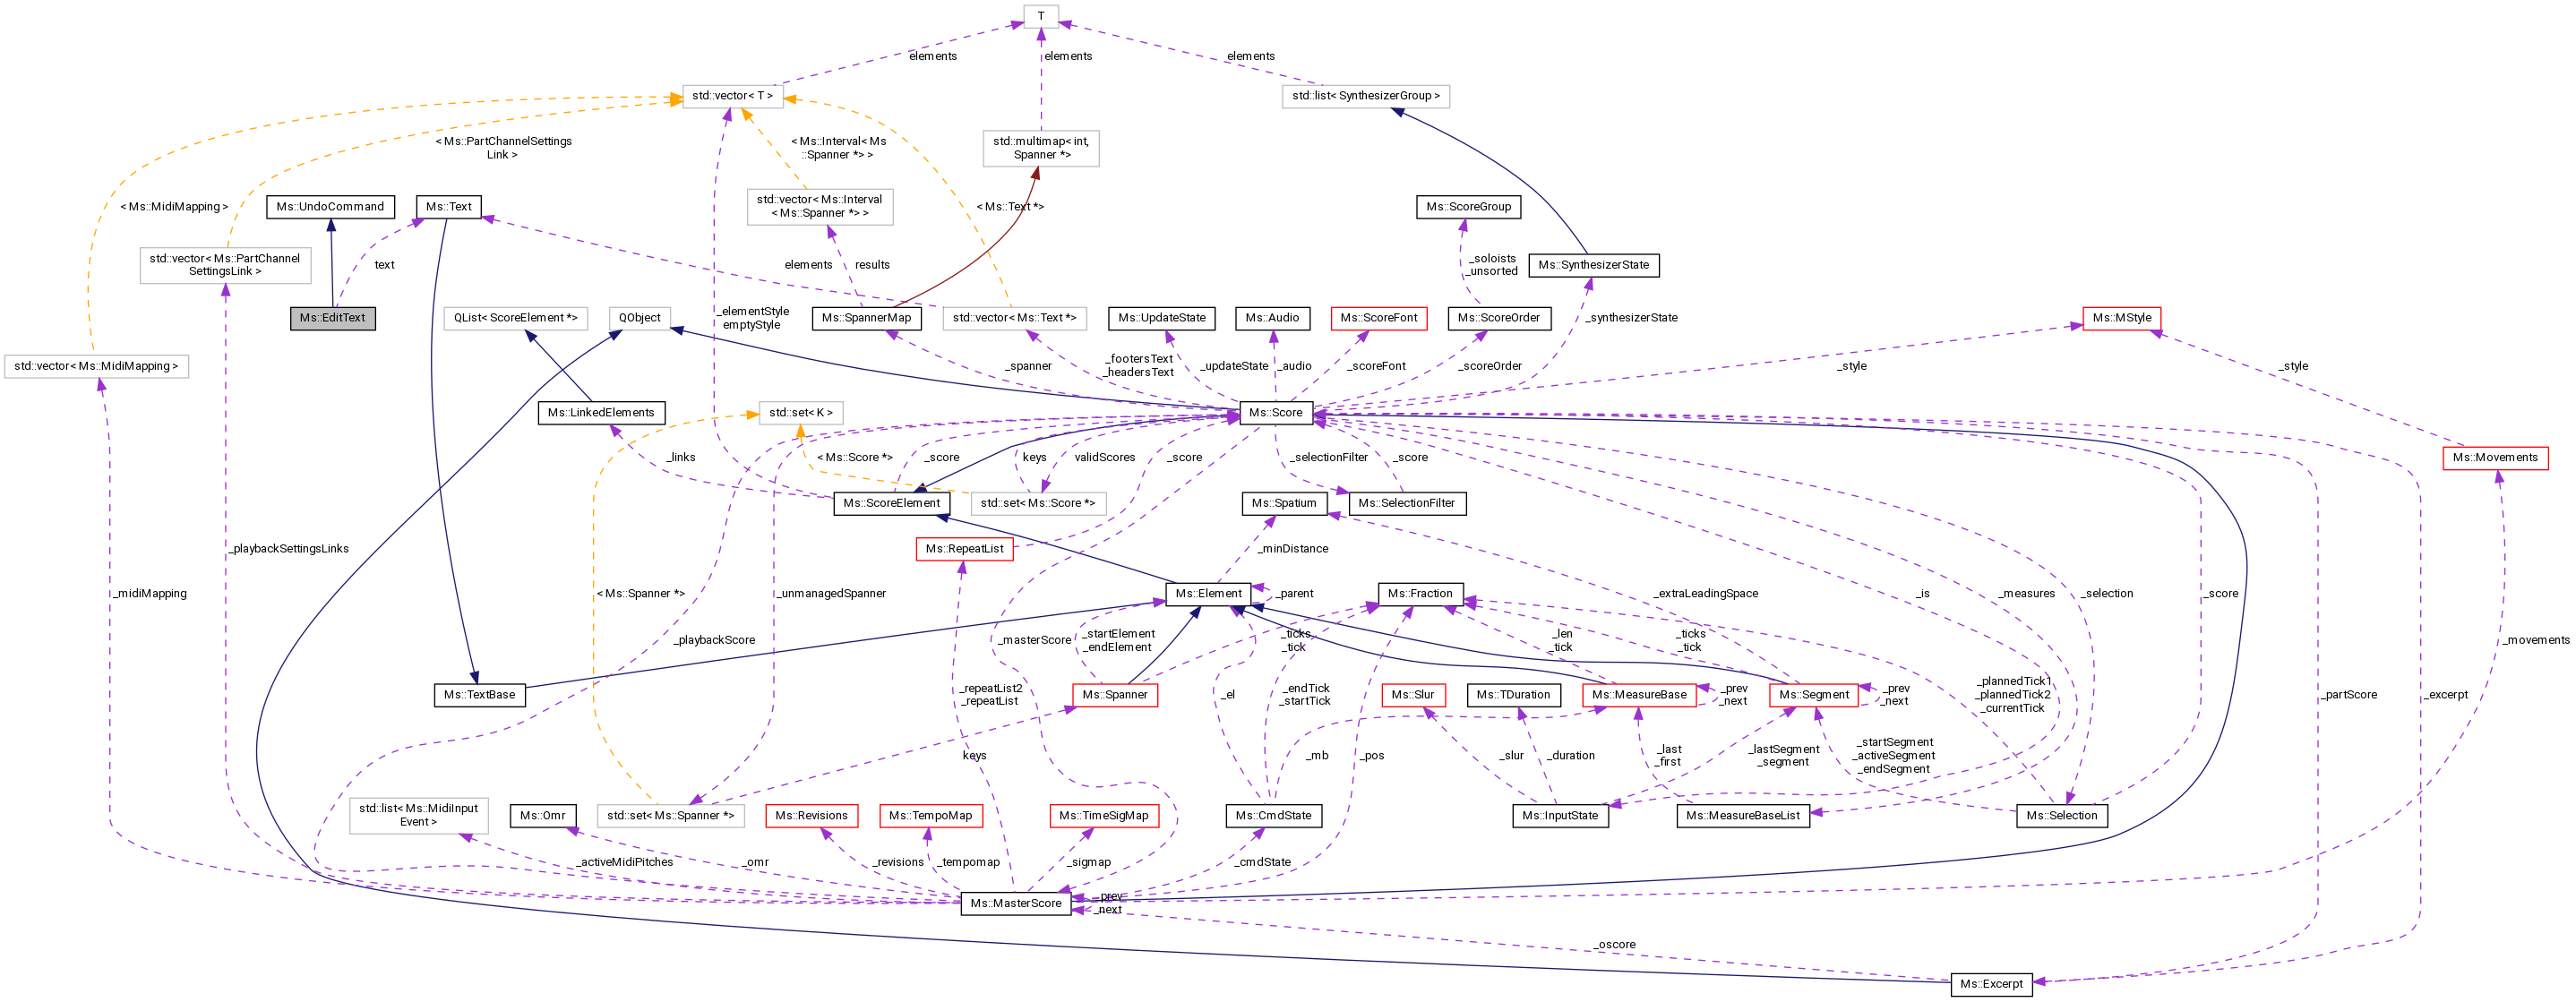 T
elements
elements
elements
std::vector< T >
std::list< SynthesizerGroup >
< Ms::PartChannelSettings
Link >
< Ms::Interval< Ms
::Spanner *> >
std::multimap< int,
Spanner *>
< Ms::MidiMapping >
Ms::UndoCommand
Ms::Text
std::vector< Ms::Interval
< Ms::Spanner *> >
< Ms::Text *>
Ms::ScoreGroup
std::vector< Ms::PartChannel
SettingsLink >
text
results
elements
_soloists
_unsorted
Ms::SynthesizerState
Ms::EditText
QList< ScoreElement *>
QObject
_elementStyle
emptyStyle
Ms::SpannerMap
std::vector< Ms::Text *>
Ms::UpdateState
Ms::Audio
Ms::ScoreFont
Ms::ScoreOrder
_synthesizerState
Ms::MStyle
std::vector< Ms::MidiMapping >
_spanner
_footersText
_headersText
_updateState
_audio
_scoreFont
_scoreOrder
_style
_style
Ms::LinkedElements
std::set< K >
Ms::Score
_links
_score
< Ms::Score *>
keys
validScores
_score
_selectionFilter
_score
Ms::Movements
Ms::ScoreElement
std::set< Ms::Score *>
Ms::Spatium
Ms::SelectionFilter
_playbackSettingsLinks
Ms::RepeatList
_minDistance
_midiMapping
< Ms::Spanner *>
_unmanagedSpanner
Ms::Element
_parent
Ms::Fraction
_extraLeadingSpace
_is
_measures
_selection
_score
_playbackScore
_masterScore
_startElement
_endElement
_ticks
_tick
_len
_tick
_ticks
_tick
_movements
Ms::TextBase
_repeatList2
_repeatList
Ms::Spanner
_el
_endTick
_startTick
Ms::Slur
Ms::TDuration
Ms::MeasureBase
_prev
_next
Ms::Segment
_prev
_next
_plannedTick1
_plannedTick2
_currentTick
_partScore
_excerpt
keys
_mb
_pos
_slur
_duration
_last
_first
_lastSegment
_segment
_startSegment
_activeSegment
_endSegment
std::list< Ms::MidiInput
Event >
Ms::Omr
std::set< Ms::Spanner *>
Ms::Revisions
Ms::TempoMap
Ms::TimeSigMap
Ms::CmdState
Ms::InputState
Ms::MeasureBaseList
Ms::Selection
_activeMidiPitches
_omr
_revisions
_tempomap
_sigmap
_cmdState
Ms::MasterScore
_prev
_next
_oscore
Ms::Excerpt